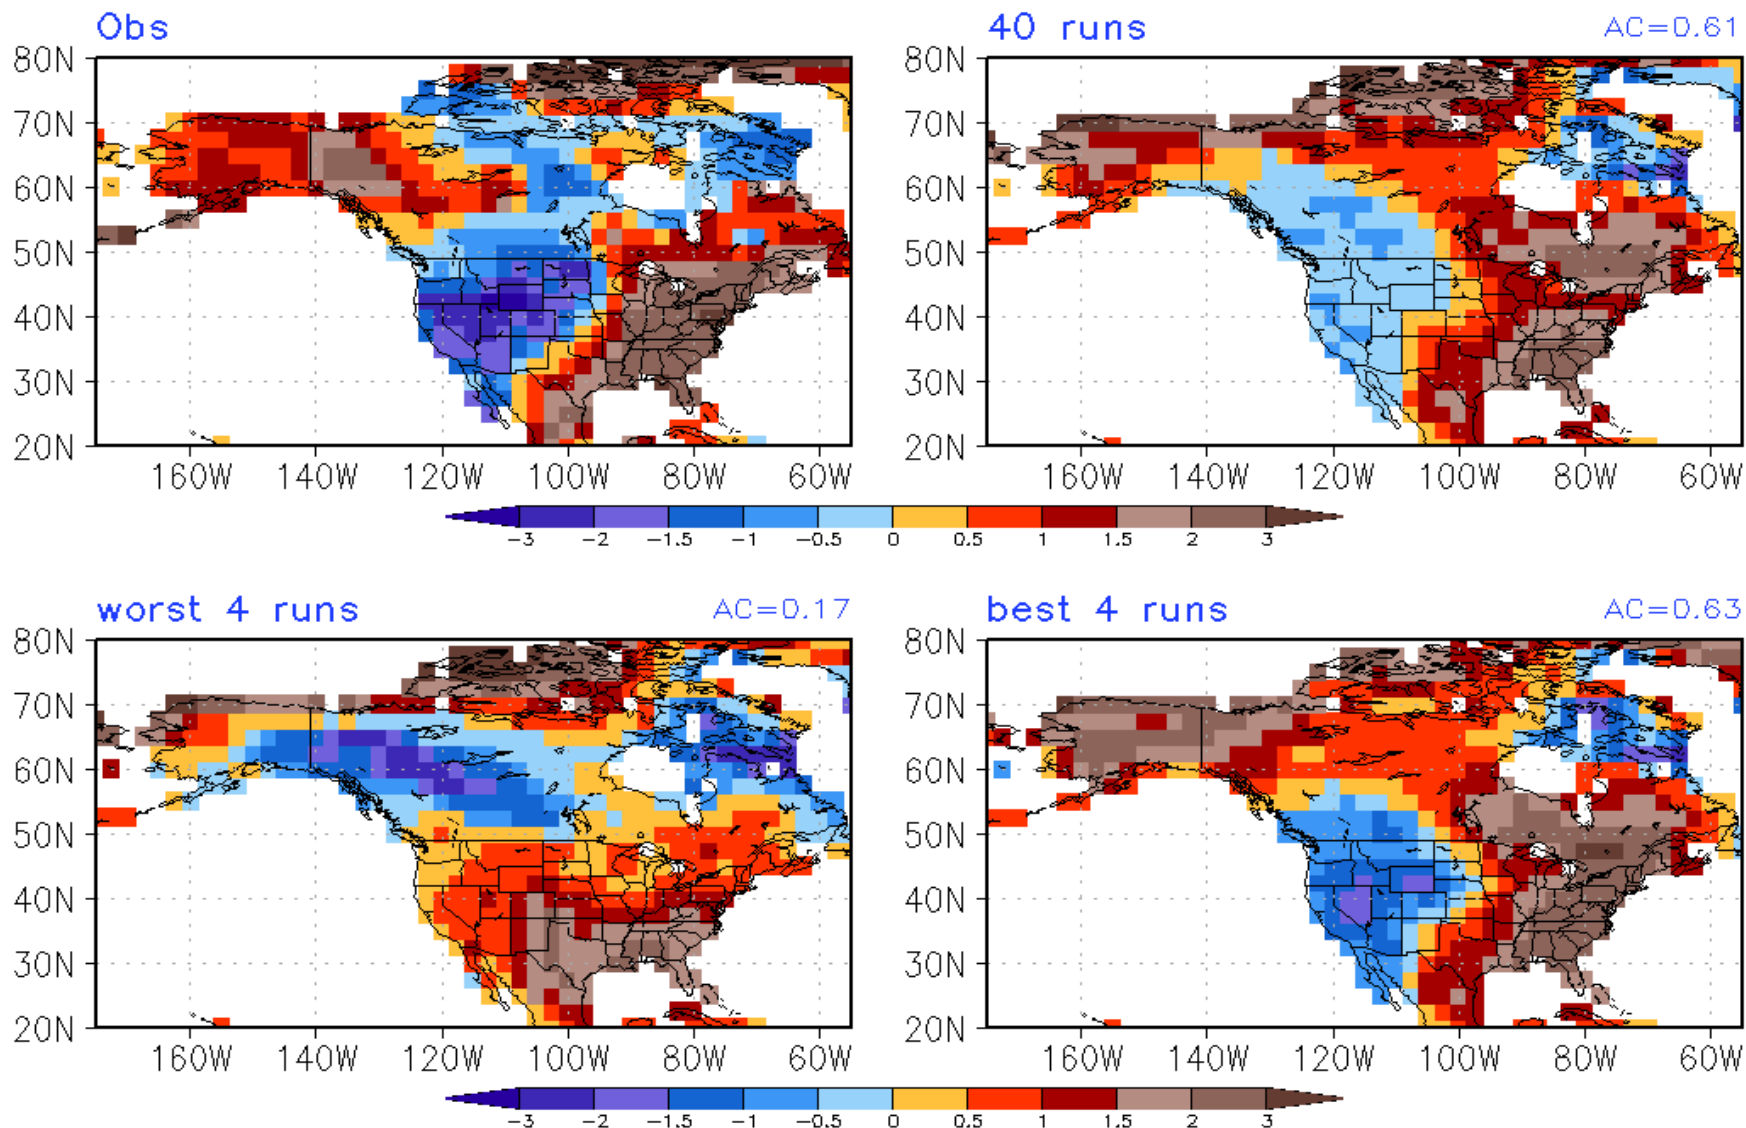 Obs
40 runs AC=0.61
80N 80N
70N 70N
60N 60N
50N 50N
40N 40N
30N 30N
20N 20N
160W 140W 120W 100W 80W 60W 160W 140W 120W 100W 80W 60W
-3 -2 -1.5 -1 -0.5 0 0.5 1 1.5 2 3
worst 4 runs AC=0.17
best 4 runs AC=0.63
80N 80N
70N 70N
60N 60N
50N 50N
40N 40N
30N 30N
20N 20N
160W 140W 120W 100W 80W 60W 160W 140W 120W 100W 80W 60W
-3 -2 -1.5 -1 -0.5 0 0.5 1 1.5 2 3